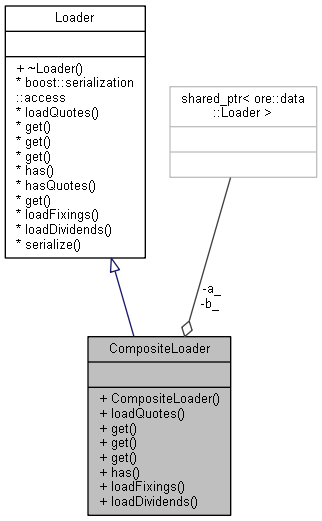 Loader
+ ~Loader()
* boost::serialization
::access
* loadQuotes()
* get()
* get()
* get()
* has()
* hasQuotes()
* get()
* loadFixings()
* loadDividends()
* serialize()
shared_ptr< ore::data
::Loader >
-a_
-b_
CompositeLoader
+ CompositeLoader()
+ loadQuotes()
+ get()
+ get()
+ get()
+ has()
+ loadFixings()
+ loadDividends()